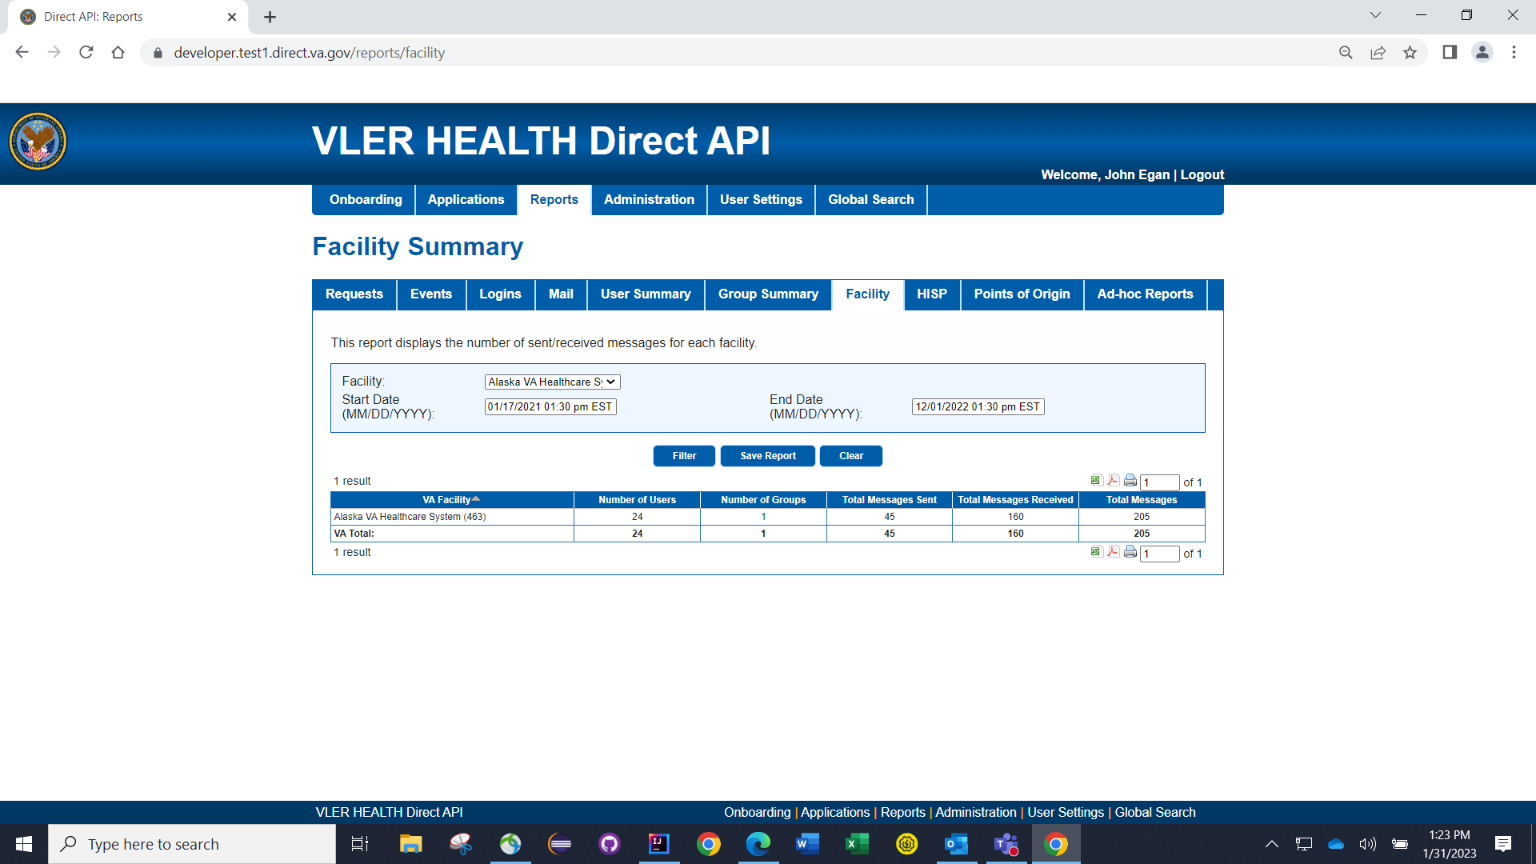 Direct API: Reports
developer.test1.direct.va.gov/reports/facility
VLER HEALTH Direct API
Welcome, John Egan | Logout
Onboarding Applications Reports Administration User Settings Global Search
Facility Summary
Requests Events Logins Mail User Summary Group Summary Facility HISP Points of Origin Ad-hoc Reports
This report displays the number of sent/received messages for each facility.
Facility: Alaska VA Healthcare Sy
Start Date (MM/DD/YYYY): 01/17/2021 01:30 pm EST End Date (MM/DD/YYYY): 12/01/2022 01:30 pm EST
Filter Save Report Clear
1 result 1 of 1
VA Facility Number of Users Number of Groups Total Messages Sent Total Messages Received Total Messages
Alaska VA Healthcare System (463) 24 1 45 160 205
VA Total: 24 1 45 160 205
1 result 1 of 1
VLER HEALTH Direct API Onboarding | Applications | Reports | Administration | User Settings | Global Search
Type here to search
1:23 PM
1/31/2023